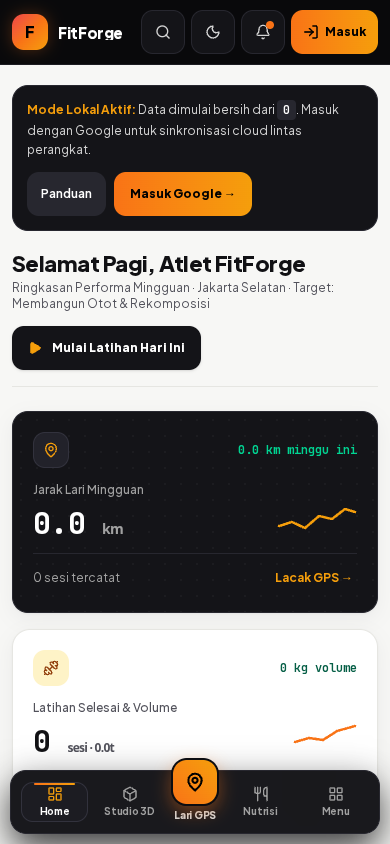 F FitForge Masuk
Mode Lokal Aktif: Data dimulai bersih dari 0. Masuk
dengan Google untuk sinkronisasi cloud lintas
perangkat.
Panduan Masuk Google →
Selamat Pagi, Atlet FitForge
Ringkasan Performa Mingguan · Jakarta Selatan · Target:
Membangun Otot & Rekomposisi
Mulai Latihan Hari Ini
0.0 km minggu ini
Jarak Lari Mingguan
0.0 km
0 sesi tercatat Lacak GPS →
0 kg volume
Latihan Selesai & Volume
0 sesi · 0.0t
Home Studio 3D Lari GPS Nutrisi Menu